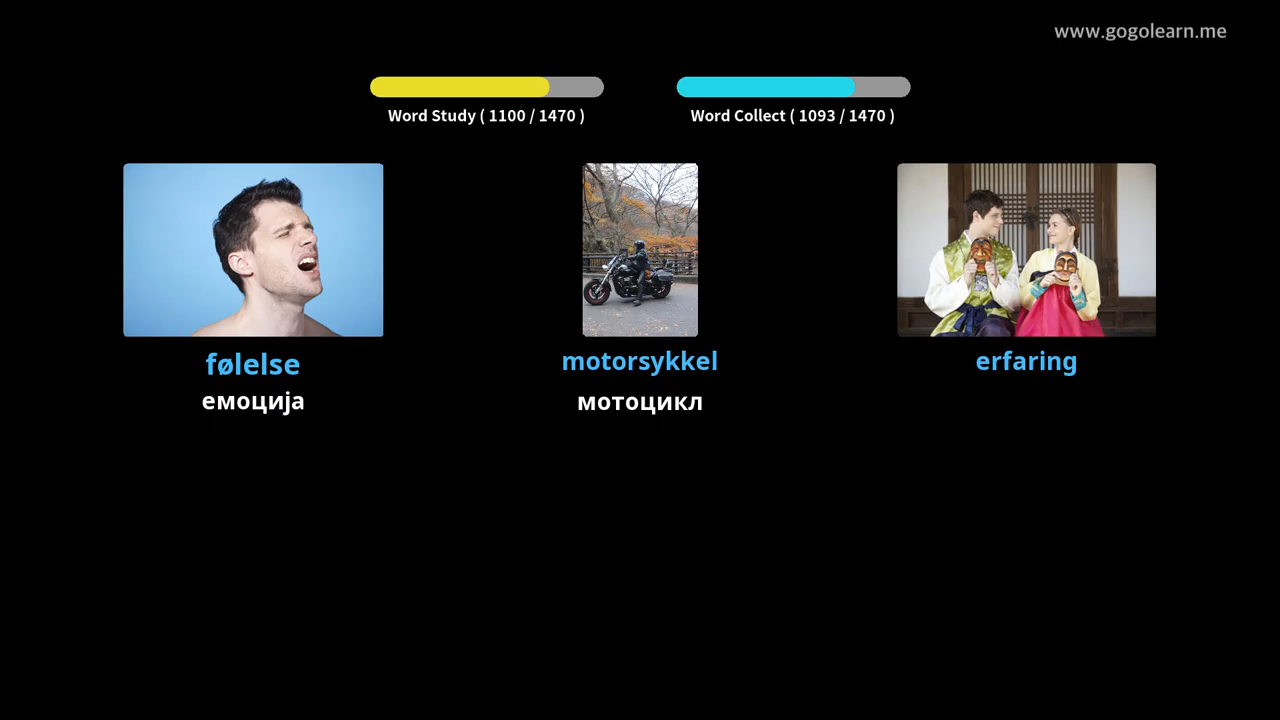 www.gogolearn.me
Word Study ( 1100 / 1470 )
Word Collect ( 1093 / 1470 )
følelse
емоција
motorsykkel
мотоцикл
erfaring